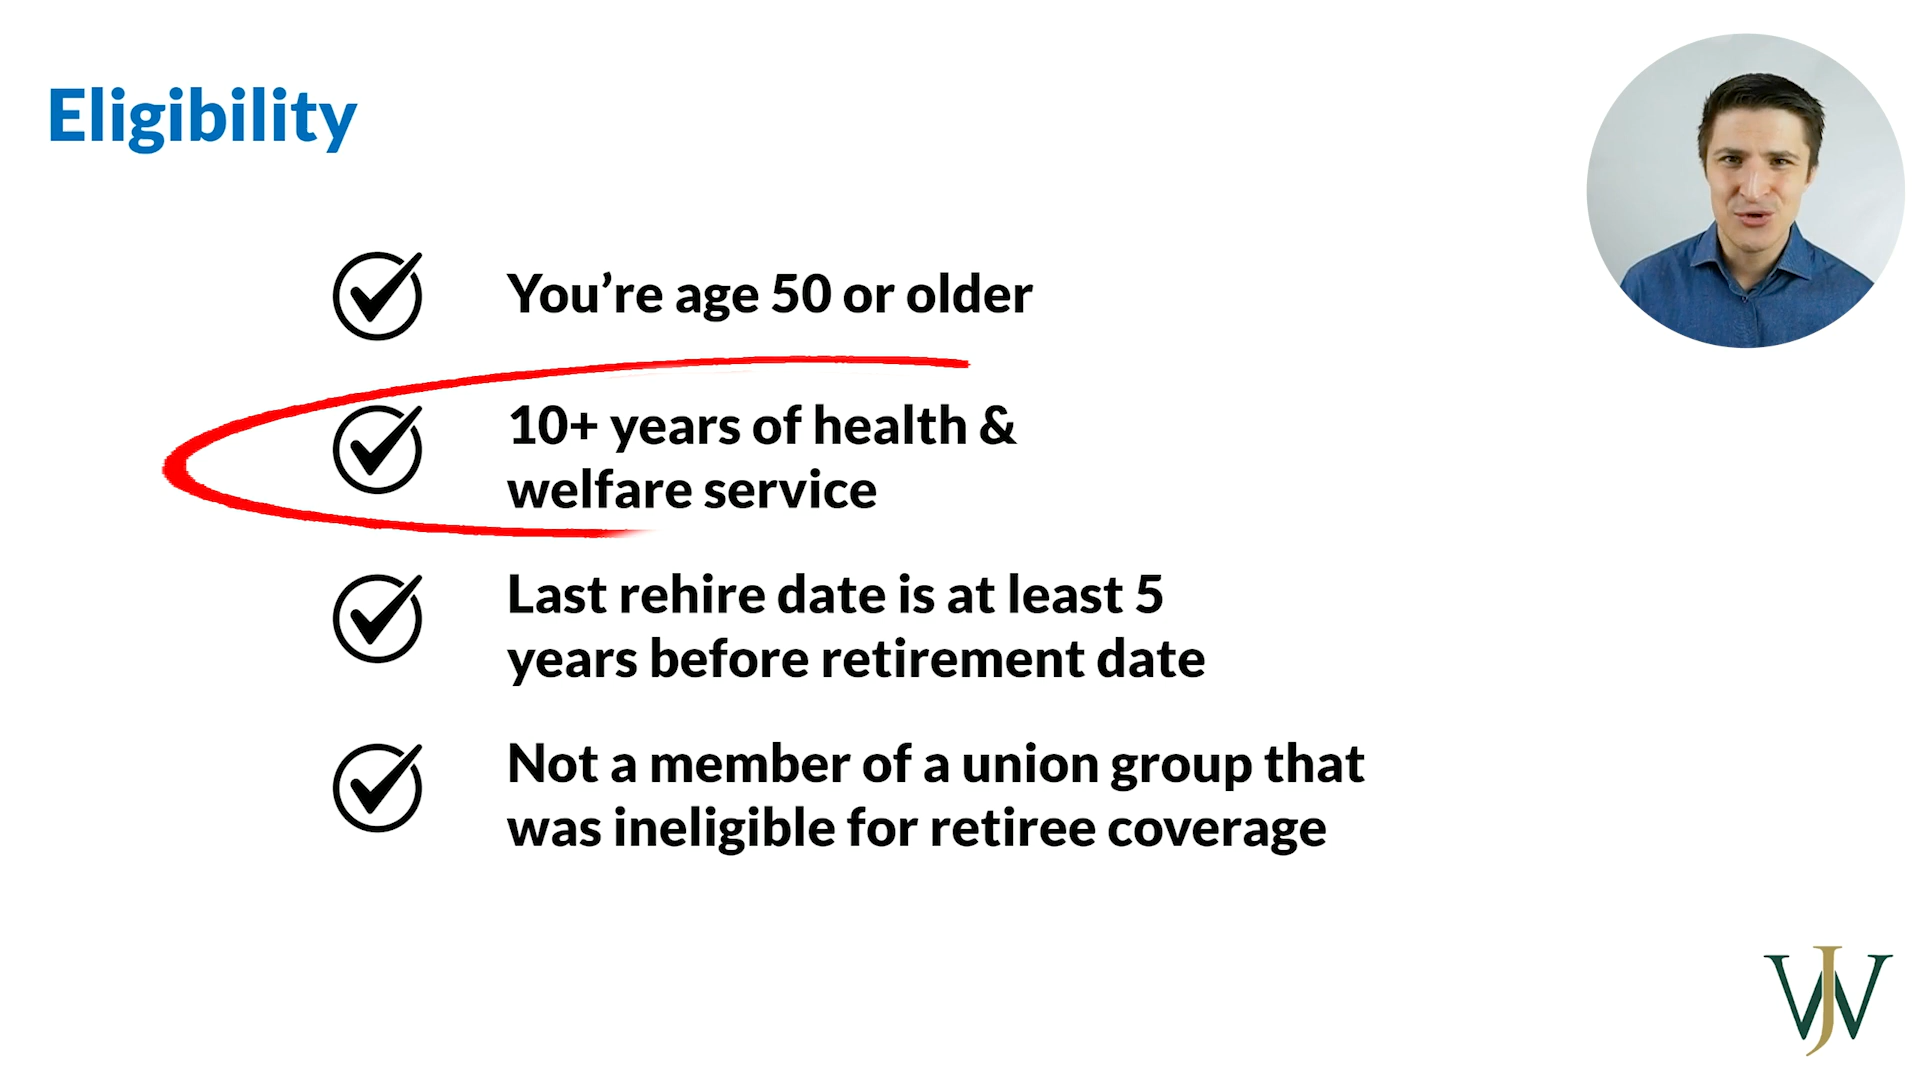 Eligibility
You’re age 50 or older
10+ years of health &
welfare service
Last rehire date is at least 5
years before retirement date
Not a member of a union group that
was ineligible for retiree coverage
WJ